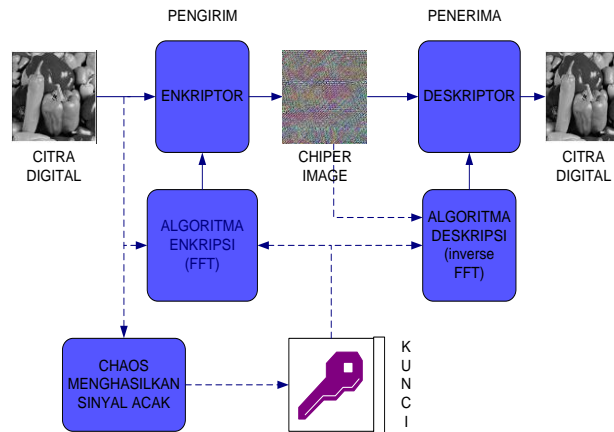 PENGIRIM
PENERIMA
ENKRIPTOR
DESKRIPTOR
CITRA
DIGITAL
CHIPER
IMAGE
CITRA
DIGITAL
ALGORITMA
ENKRIPSI
(FFT)
ALGORITMA
DESKRIPSI
(inverse
FFT)
CHAOS
MENGHASILKAN
SINYAL ACAK
K
U
N
C
I